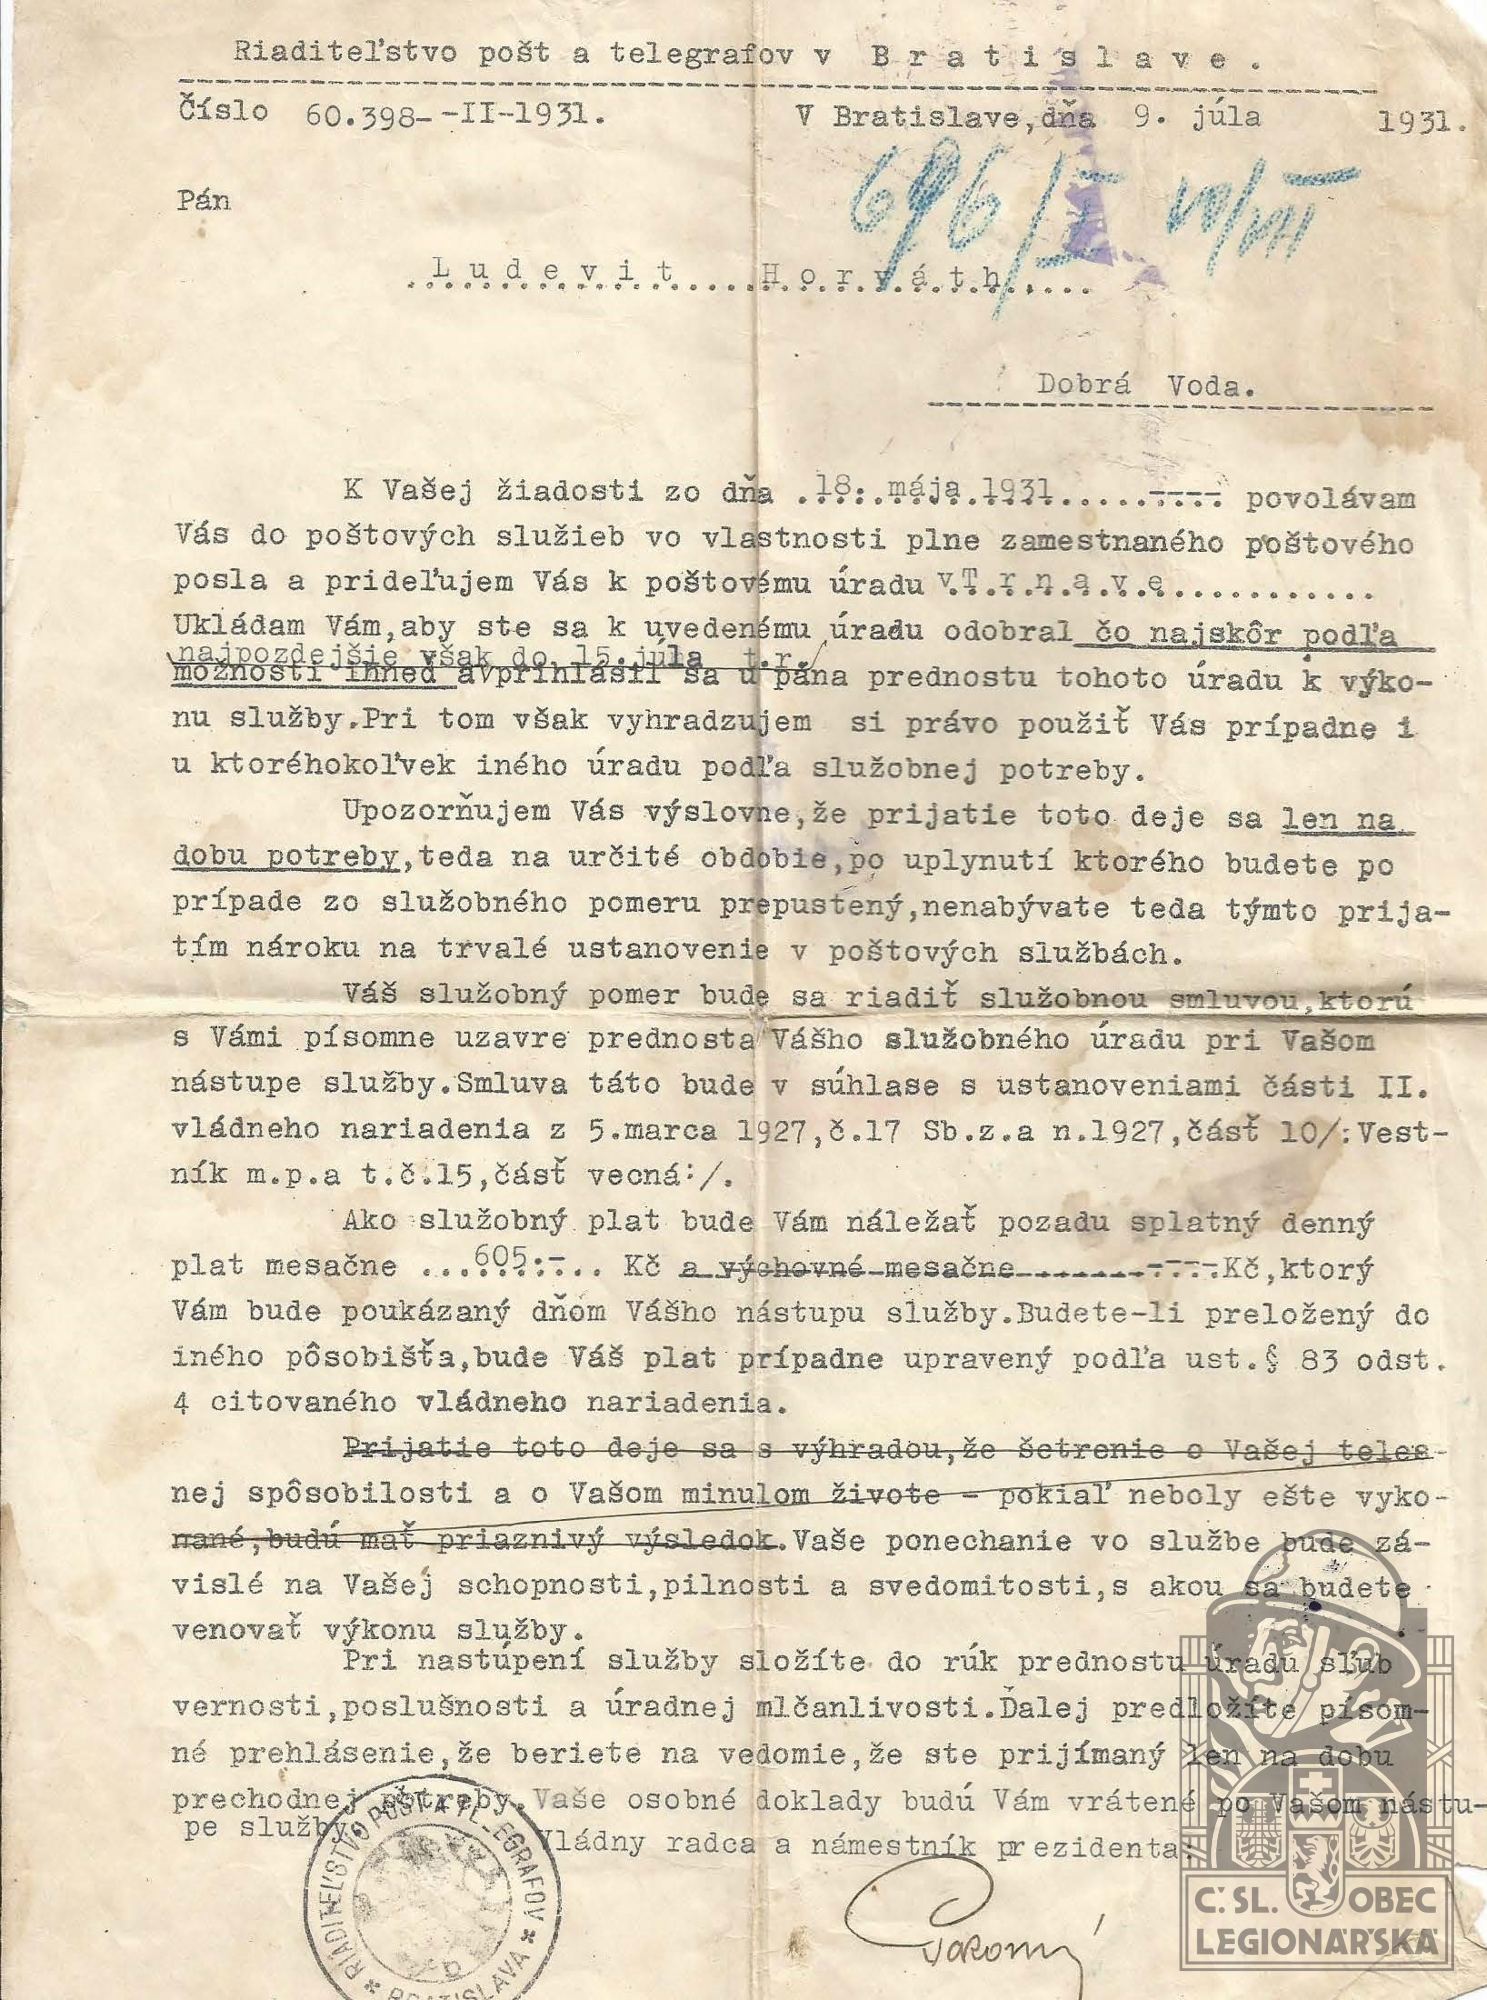 Riaditeľstvo pošt a telegrafov v Bratislave.
Číslo 60.398--II-1931. V Bratislave,dňa 9. júla 1931.
696/I 10/VII
Pán
Ludevit Horváth.
Dobrá Voda.
K Vašej žiadosti zo dňa .18. mája 1931.....---- povolávam
Vás do poštových služieb vo vlastnosti plne zamestnaného poštového
posla a prideľujem Vás k poštovému úradu v Trnave............
Ukládam Vám,aby ste sa k uvedenému úradu odobral čo najskôr podľa
najpozdejšie však do 15.júla t.r.
možnosti ihneď a prihlásil sa u pána prednostu tohoto úradu k výko-
nu služby.Pri tom však vyhradzujem si právo použiť Vás prípadne i
u ktoréhokoľvek iného úradu podľa služobnej potreby.
Upozorňujem Vás výslovne,že prijatie toto deje sa len na
dobu potreby,teda na určité obdobie,po uplynutí ktorého budete po
prípade zo služobného pomeru prepustený,nenabývate teda týmto prija-
tím nároku na trvalé ustanovenie v poštových službách.
Váš služobný pomer bude sa riadiť služobnou smluvou,ktorú
s Vámi písomne uzavre prednosta Vášho služobného úradu pri Vašom
nástupe služby.Smluva táto bude v súhlase s ustanoveniami části II.
vládneho nariadenia z 5.marca 1927,č.17 Sb.z.a n.1927,částˇ 10/:Vest-
ník m.p.a t.č.15,část vecná:/.
Ako služobný plat bude Vám náležať pozadu splatný denný
plat mesačne ...605:-... Kč a výchovné mesačne........----.Kč,ktorý
Vám bude poukázaný dňom Vášho nástupu služby.Budete-li preložený do
iného pôsobišťa,bude Váš plat prípadne upravený podľa ust.§ 83 odst.
4 citovaného vládneho nariadenia.
Prijatie toto deje sa s výhradou,že šetrenie o Vašej teles-
nej spôsobilosti a o Vašom minulom živote - pokiaľ neboly ešte vyko-
nané,budú mať priaznivý výsledok.Vaše ponechanie vo službe bude zá-
vislé na Vašej schopnosti,pilnosti a svedomitosti,s akou sa budete
venovať výkonu služby.
Pri nastúpení služby složíte do rúk prednostu úradu sľub
vernosti,poslušnosti a úradnej mlčanlivosti.Ďalej predložíte písom-
né prehlásenie,že beriete na vedomie,že ste prijímaný len na dobu
prechodnej potreby.Vaše osobné doklady budú Vám vrátené po Vašom nástu-
pe služby.
Vládny radca a námestník prezidenta:
RIADITEĽSTVO POŠT A TELEGRAFOV * BRATISLAVA *
Č.SL. OBEC
LEGIONÁŘSKÁ